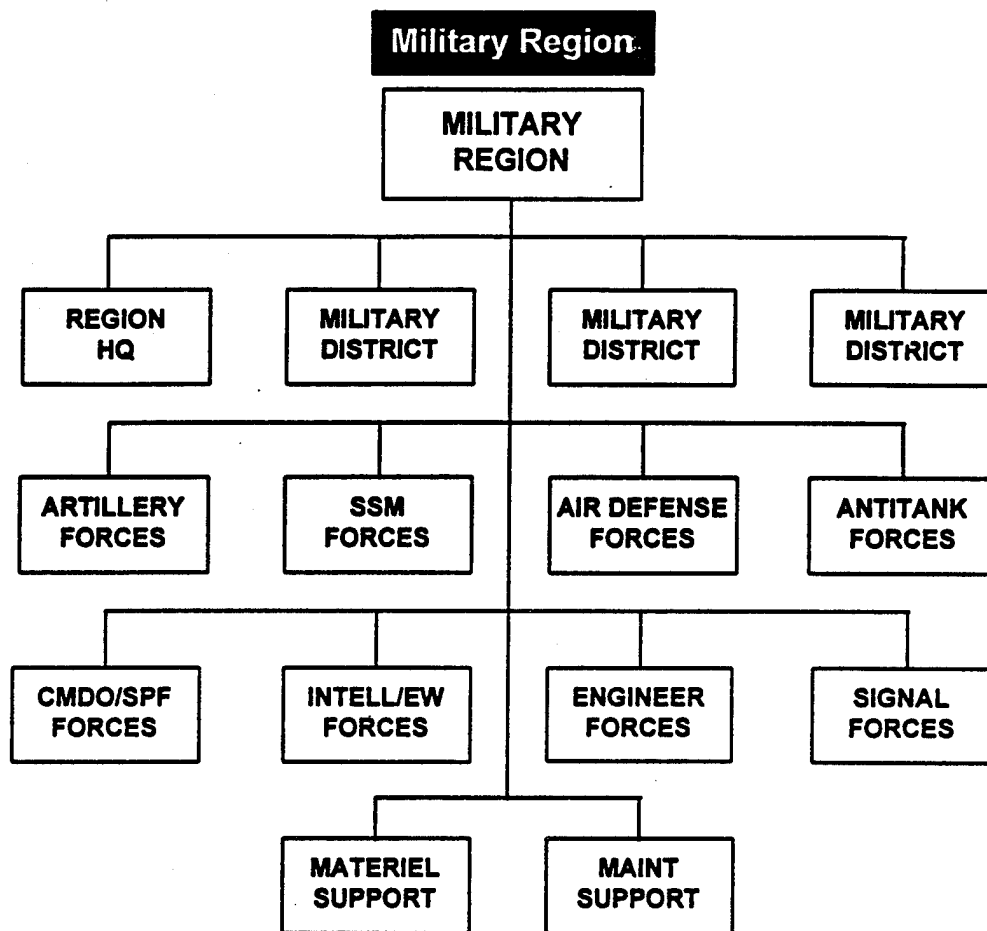 Military Region
MILITARY
REGION
REGION
HQ
MILITARY
DISTRICT
MILITARY
DISTRICT
MILITARY
DISTRICT
ARTILLERY
FORCES
SSM
FORCES
AIR DEFENSE
FORCES
ANTITANK
FORCES
CMDO/SPF
FORCES
INTELL/EW
FORCES
ENGINEER
FORCES
SIGNAL
FORCES
MATERIEL
SUPPORT
MAINT
SUPPORT